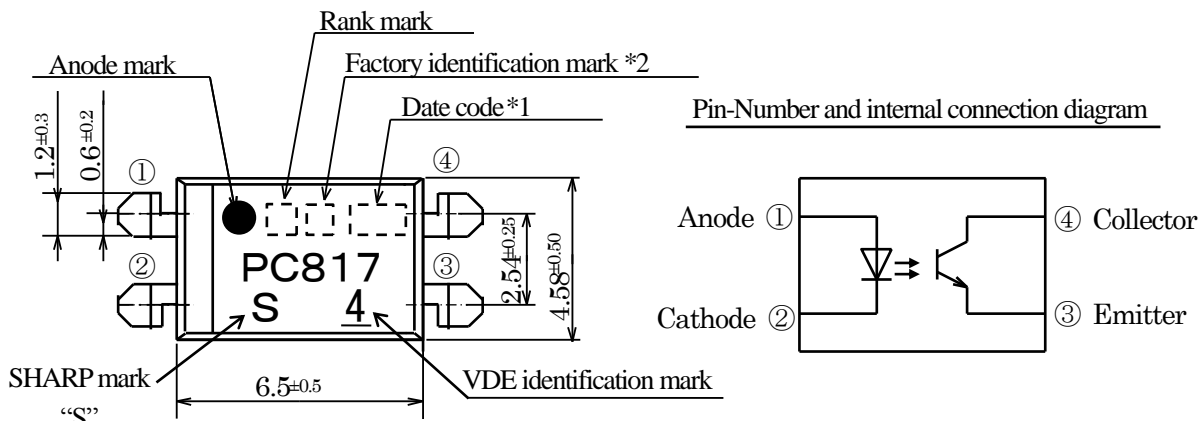 Rank mark
Anode mark
Factory identification mark *2
Date code*1
Pin-Number and internal connection diagram
1.2±0.3
0.6±0.2
①
④
②
③
PC817
S 4
2.54±0.25
4.58±0.50
Anode ①
④ Collector
Cathode ②
③ Emitter
SHARP mark
"S"
6.5±0.5
VDE identification mark